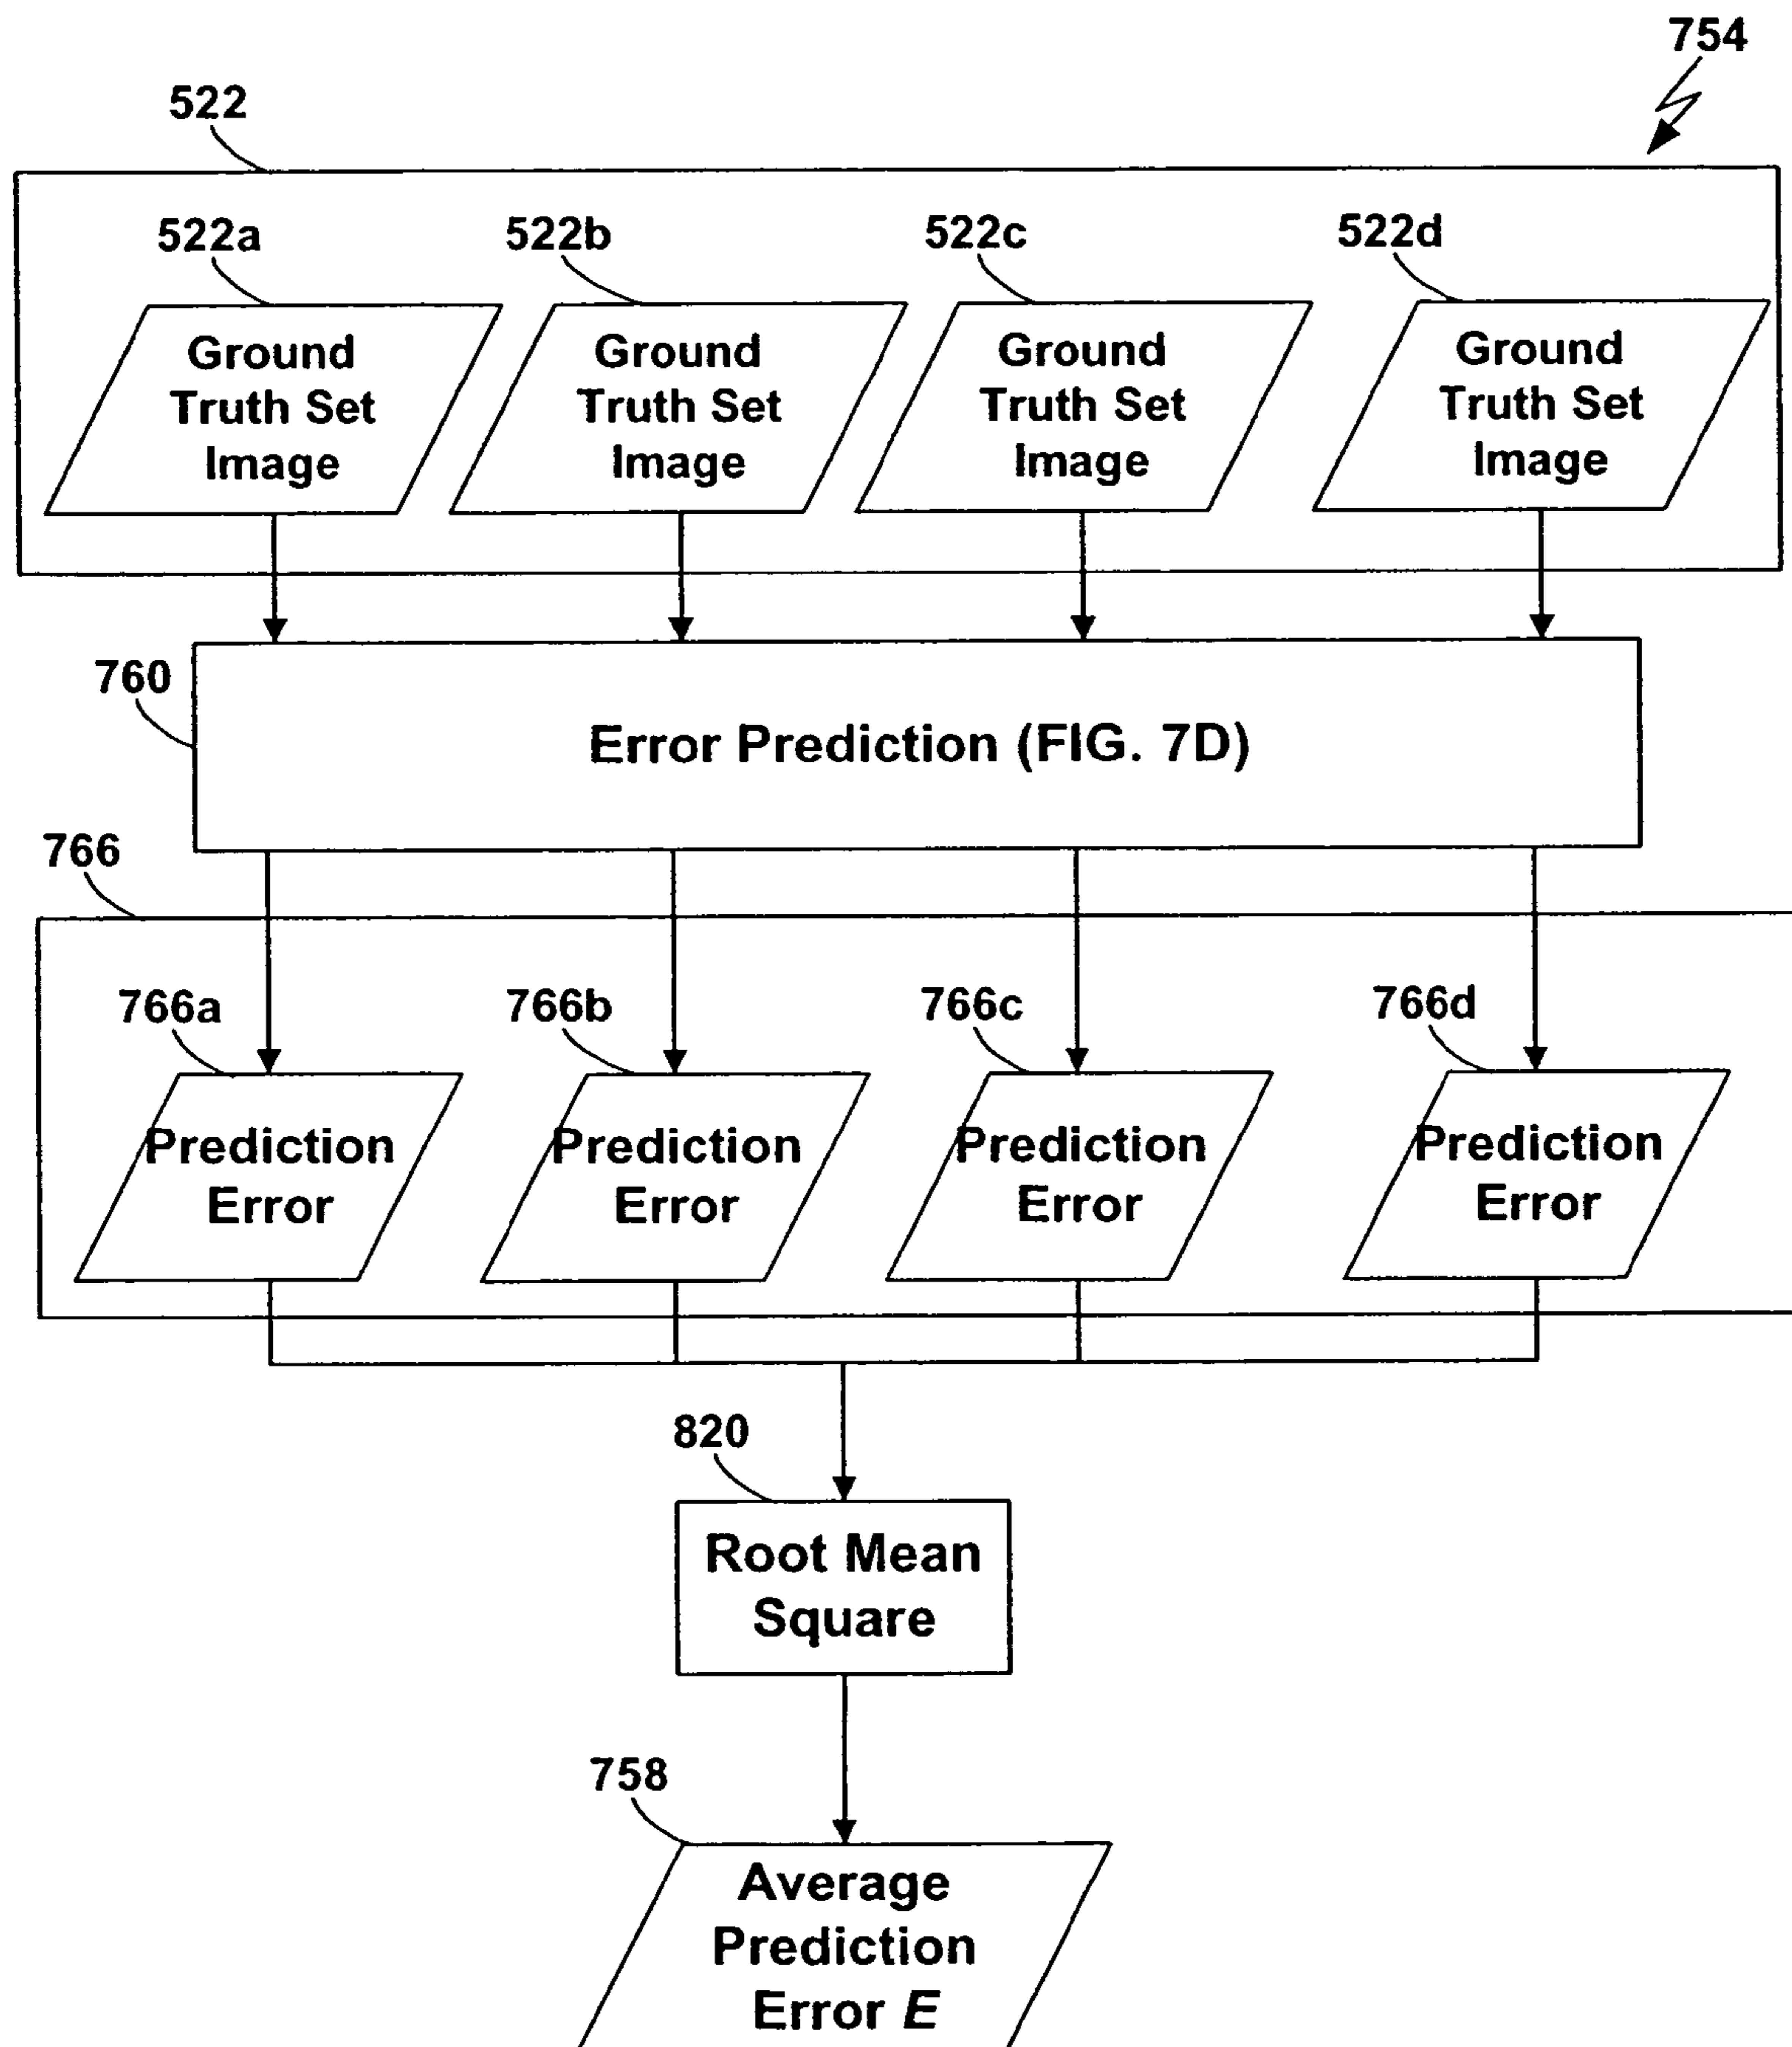 754
522
522a
522b
522c
522d
Ground
Truth Set
Image
Ground
Truth Set
Image
Ground
Truth Set
Image
Ground
Truth Set
Image
760
Error Prediction (FIG. 7D)
766
766a
766b
766c
766d
Prediction
Error
Prediction
Error
Prediction
Error
Prediction
Error
820
Root Mean
Square
758
Average
Prediction
Error E